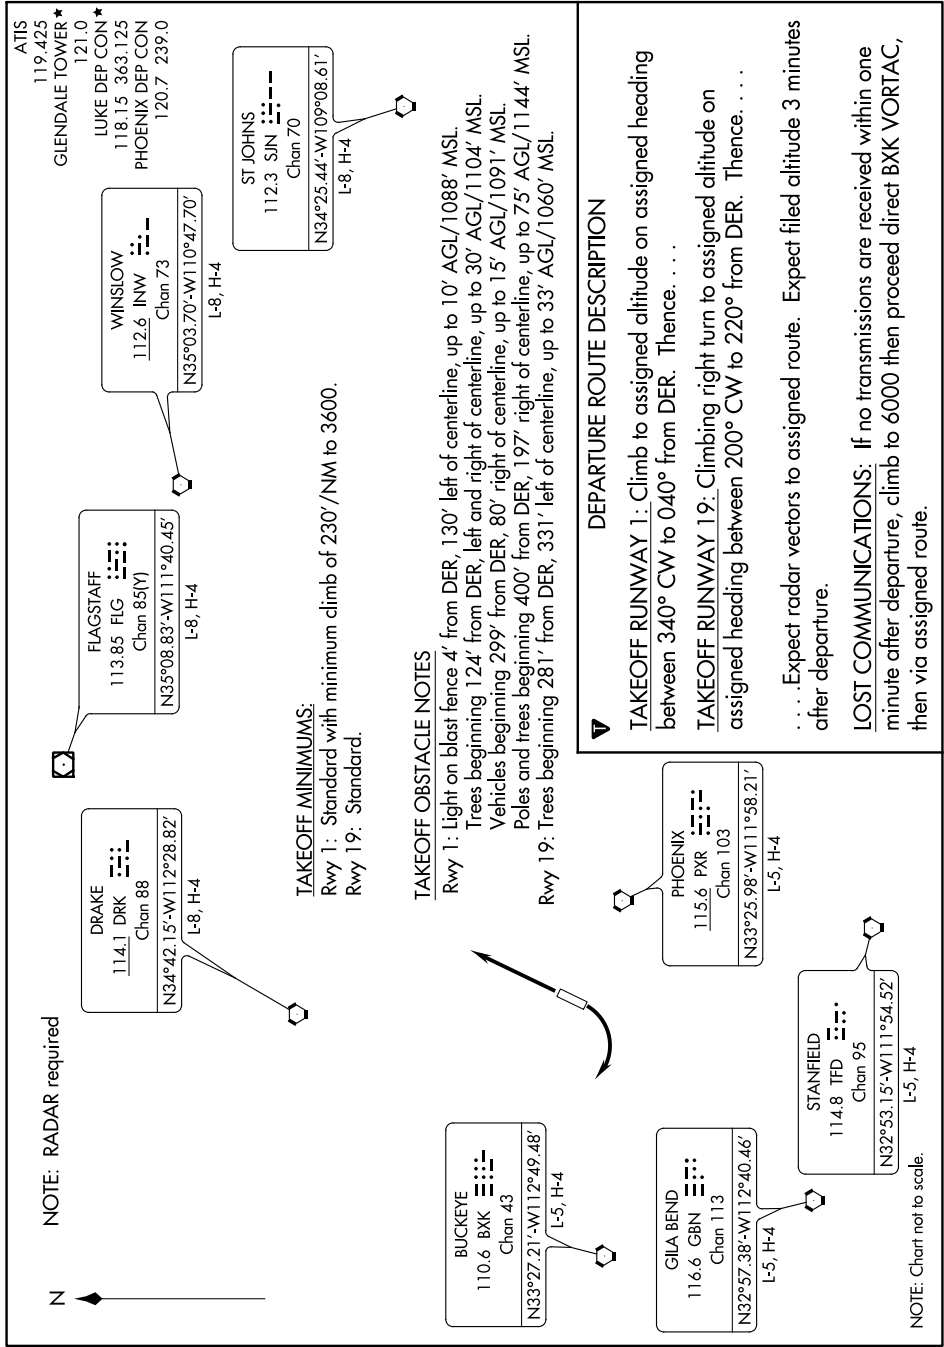 ATIS
119.425
GLENDALE TOWER★
121.0
LUKE DEP CON★
118.15 363.125
PHOENIX DEP CON
120.7 239.0
NOTE: RADAR required
N
DRAKE
114.1 DRK
Chan 88
N34°42.15′-W112°28.82′
L-8, H-4
FLAGSTAFF
113.85 FLG
Chan 85(Y)
N35°08.83′-W111°40.45′
L-8, H-4
WINSLOW
112.6 INW
Chan 73
N35°03.70′-W110°47.70′
L-8, H-4
ST JOHNS
112.3 SJN
Chan 70
N34°25.44′-W109°08.61′
L-8, H-4
TAKEOFF MINIMUMS:
Rwy 1: Standard with minimum climb of 230′/NM to 3600.
Rwy 19: Standard.
TAKEOFF OBSTACLE NOTES
Rwy 1: Light on blast fence 4′ from DER, 130′ left of centerline, up to 10′ AGL/1088′ MSL.
Trees beginning 124′ from DER, left and right of centerline, up to 30′ AGL/1104′ MSL.
Vehicles beginning 299′ from DER, 80′ right of centerline, up to 15′ AGL/1091′ MSL.
Poles and trees beginning 400′ from DER, 197′ right of centerline, up to 75′ AGL/1144′ MSL.
Rwy 19: Trees beginning 281′ from DER, 331′ left of centerline, up to 33′ AGL/1060′ MSL.
BUCKEYE
110.6 BXK
Chan 43
N33°27.21′-W112°49.48′
L-5, H-4
GILA BEND
116.6 GBN
Chan 113
N32°57.38′-W112°40.46′
L-5, H-4
PHOENIX
115.6 PXR
Chan 103
N33°25.98′-W111°58.21′
L-5, H-4
STANFIELD
114.8 TFD
Chan 95
N32°53.15′-W111°54.52′
L-5, H-4
NOTE: Chart not to scale.
T
DEPARTURE ROUTE DESCRIPTION
TAKEOFF RUNWAY 1: Climb to assigned altitude on assigned heading
between 340° CW to 040° from DER. Thence. . . .
TAKEOFF RUNWAY 19: Climbing right turn to assigned altitude on
assigned heading between 200° CW to 220° from DER. Thence. . . .
. . . .Expect radar vectors to assigned route. Expect filed altitude 3 minutes
after departure.
LOST COMMUNICATIONS: If no transmissions are received within one
minute after departure, climb to 6000 then proceed direct BXK VORTAC,
then via assigned route.